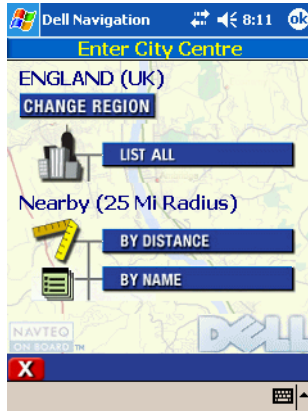 Dell Navigation 8:11 ok
Enter City Centre
ENGLAND (UK)
CHANGE REGION
LIST ALL
Nearby (25 Mi Radius)
BY DISTANCE
BY NAME
NAVTEQ
ON BOARD TM
DELL
X